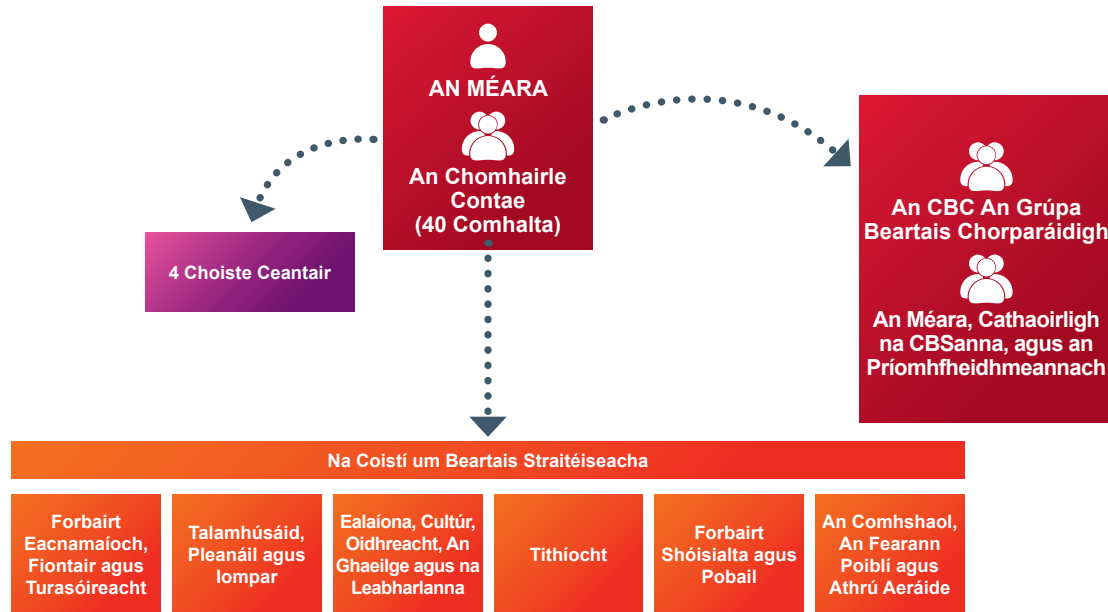 AN MÉARA
An Chomhairle
Contae
(40 Comhalta)
An CBC An Grúpa
Beartais Chorparáidigh
An Méara, Cathaoirligh
na CBSanna, agus an
Príomhfheidhmeannach
4 Choiste Ceantair
Na Coistí um Beartais Straitéiseacha
Forbairt
Eacnamaíoch,
Fiontair agus
Turasóireacht
Talamhúsáid,
Pleanáil agus
Iompar
Ealaíona, Cultúr,
Oidhreacht, An
Ghaeilge agus na
Leabharlanna
Tithíocht
Forbairt
Shóisialta agus
Pobail
An Comhshaol,
An Fearann
Poiblí agus
Athrú Aeráide